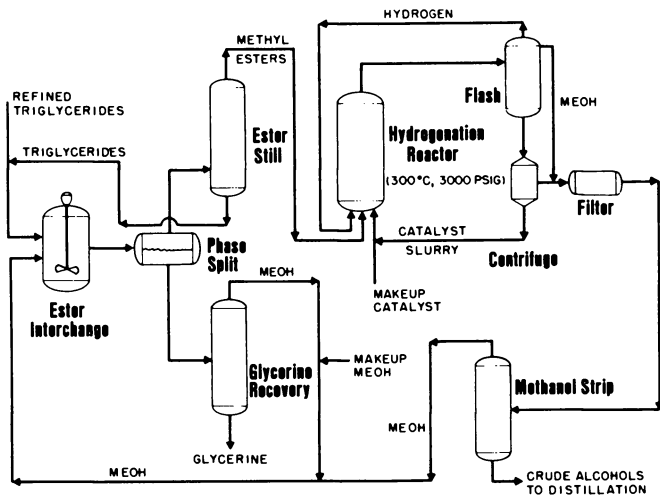 HYDROGEN
METHYL
ESTERS
REFINED
TRIGLYCERIDES
TRIGLYCERIDES
Ester
Still
Hydrogenation
Reactor
(300°C, 3000 PSIG)
Flash
MEOH
Filter
CATALYST
SLURRY
Centrifuge
MAKEUP
CATALYST
Phase
Split
Ester
Interchange
MEOH
Glycerine
Recovery
MAKEUP
MEOH
GLYCERINE
MEOH
Methanol Strip
MEOH
CRUDE ALCOHOLS
TO DISTILLATION